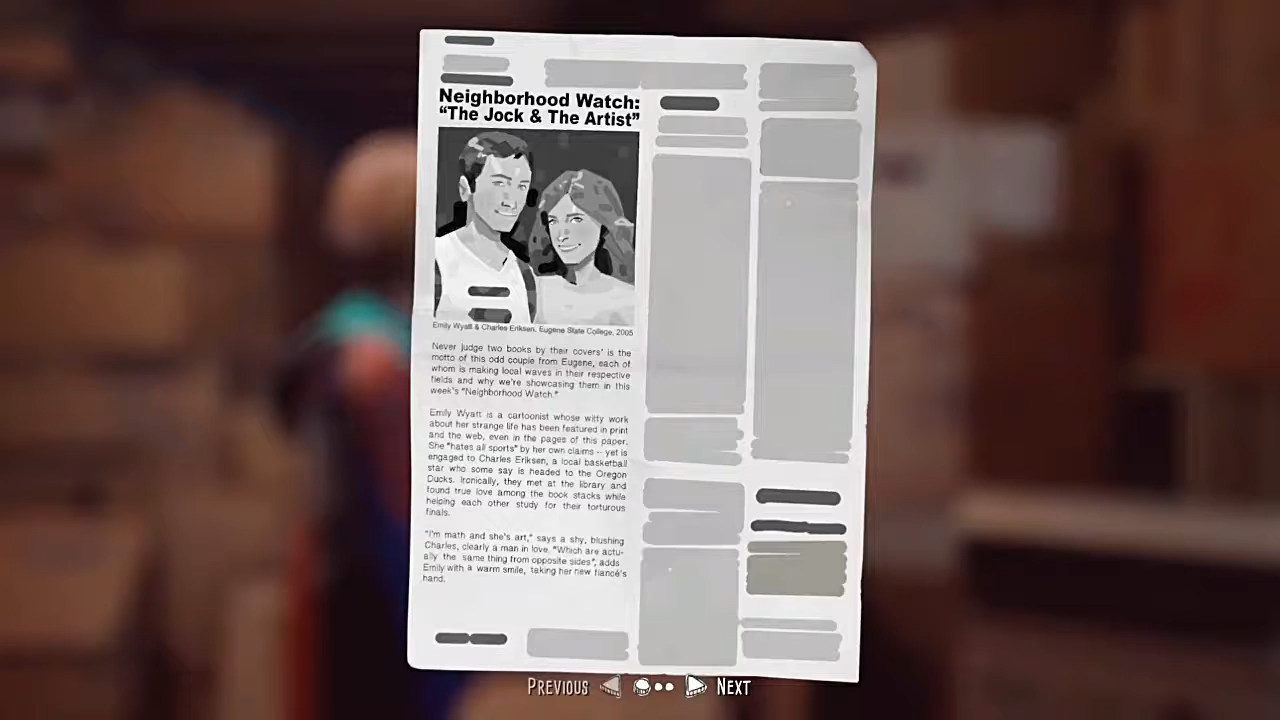 Neighborhood Watch:
“The Jock & The Artist”
Emily Wyatt & Charles Eriksen, Eugene State College, 2005
Never judge two books by their covers' is the
motto of this odd couple from Eugene, each of
whom is making local waves in their respective
fields and why we're showcasing them in this
week's "Neighborhood Watch."
Emily Wyatt is a cartoonist whose witty work
about her strange life has been featured in print
and the web, even in the pages of this paper.
She "hates all sports" by her own claims -- yet is
engaged to Charles Eriksen, a local basketball
star who some say is headed to the Oregon
Ducks. Ironically, they met at the library and
found true love among the book stacks while
helping each other study for their torturous
finals.
"I'm math and she's art," says a shy, blushing
Charles, clearly a man in love. "Which are actu-
ally the same thing from opposite sides", adds
Emily with a warm smile, taking her new fiancé's
hand.
PREVIOUS NEXT